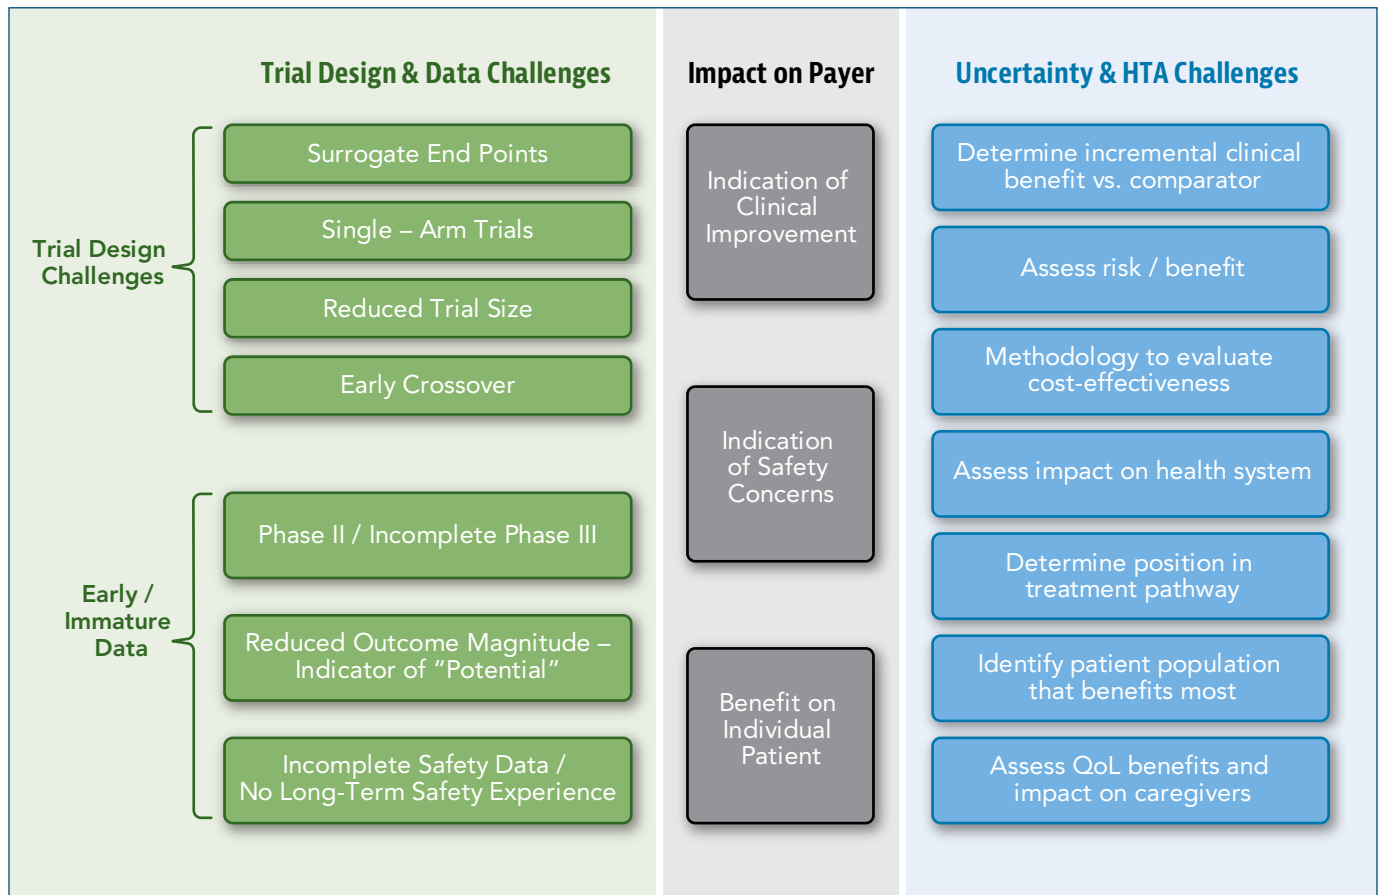 Trial Design & Data Challenges
Trial Design
Challenges
Surrogate End Points
Single – Arm Trials
Reduced Trial Size
Early Crossover
Early /
Immature
Data
Phase II / Incomplete Phase III
Reduced Outcome Magnitude –
Indicator of “Potential”
Incomplete Safety Data /
No Long-Term Safety Experience
Impact on Payer
Indication of
Clinical
Improvement
Indication
of Safety
Concerns
Benefit on
Individual
Patient
Uncertainty & HTA Challenges
Determine incremental clinical
benefit vs. comparator
Assess risk / benefit
Methodology to evaluate
cost-effectiveness
Assess impact on health system
Determine position in
treatment pathway
Identify patient population
that benefits most
Assess QoL benefits and
impact on caregivers